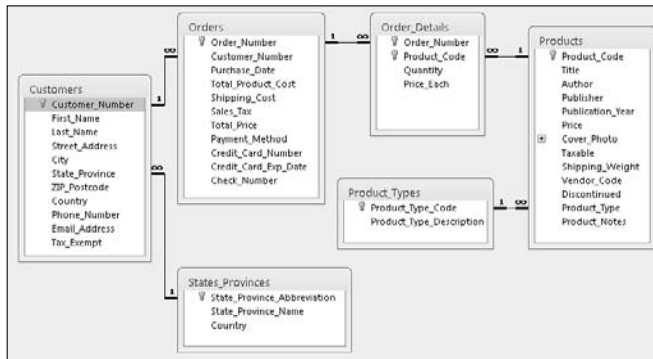 Customers
Customer_Number
First_Name
Last_Name
Street_Address
City
State_Province
ZIP_Postcode
Country
Phone_Number
Email_Address
Tax_Exempt
1
∞
∞
1
Orders
Order_Number
Customer_Number
Purchase_Date
Total_Product_Cost
Shipping_Cost
Sales_Tax
Total_Price
Payment_Method
Credit_Card_Number
Credit_Card_Exp_Date
Check_Number
1
∞
Order_Details
Order_Number
Product_Code
Quantity
Price_Each
∞
1
Products
Product_Code
Title
Author
Publisher
Publication_Year
Price
Cover_Photo
Taxable
Shipping_Weight
Vendor_Code
Discontinued
Product_Type
Product_Notes
Product_Types
Product_Type_Code
Product_Type_Description
1
∞
States_Provinces
State_Province_Abbreviation
State_Province_Name
Country